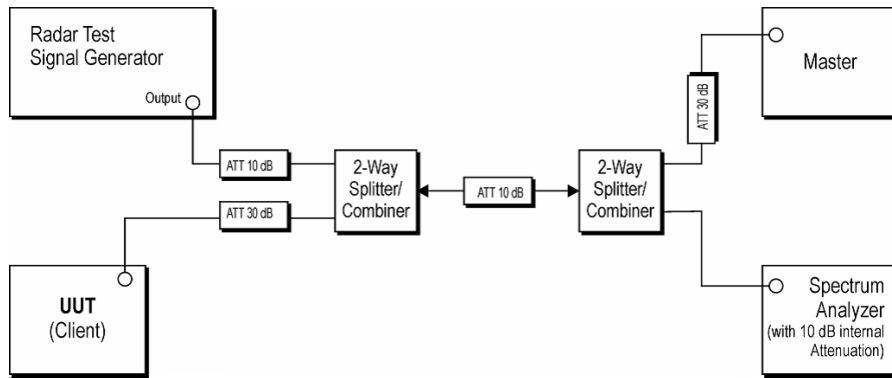 Radar Test
Signal Generator
Output
Master
ATT 30 dB
ATT 10 dB
2-Way
Splitter/
Combiner
ATT 10 dB
2-Way
Splitter/
Combiner
ATT 30 dB
UUT
(Client)
Spectrum
Analyzer
(with 10 dB internal
Attenuation)